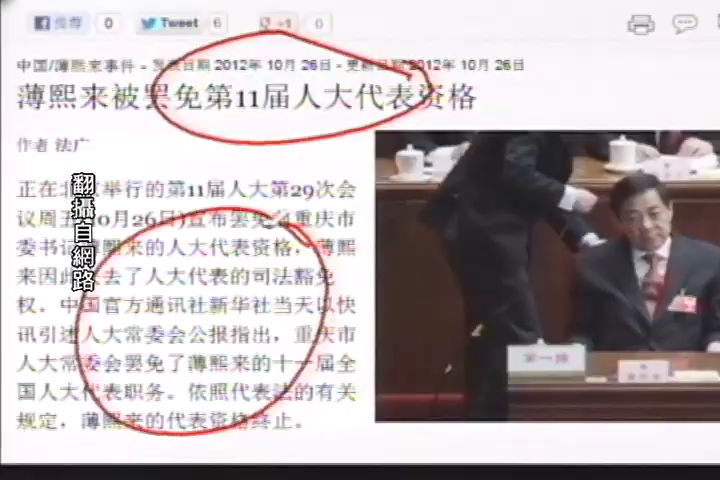 推荐 0 Tweet 6 +1 0
中国/薄熙来事件 - 发表日期 2012年 10月 26日 - 更新日期 2012年 10月 26日
薄熙来被罢免第11届人大代表资格
作者 法广
正在北京举行的第11届人大第29次会
议周五(10月26日)宣布罢免了重庆市
委书记薄熙来的人大代表资格，薄熙
来因此失去了人大代表的司法豁免
权。中国官方通讯社新华社当天以快
讯引述人大常委会公报指出，重庆市
人大常委会罢免了薄熙来的十一届全
国人大代表职务。依照代表法的有关
规定，薄熙来的代表资格终止。
翻攝自網路